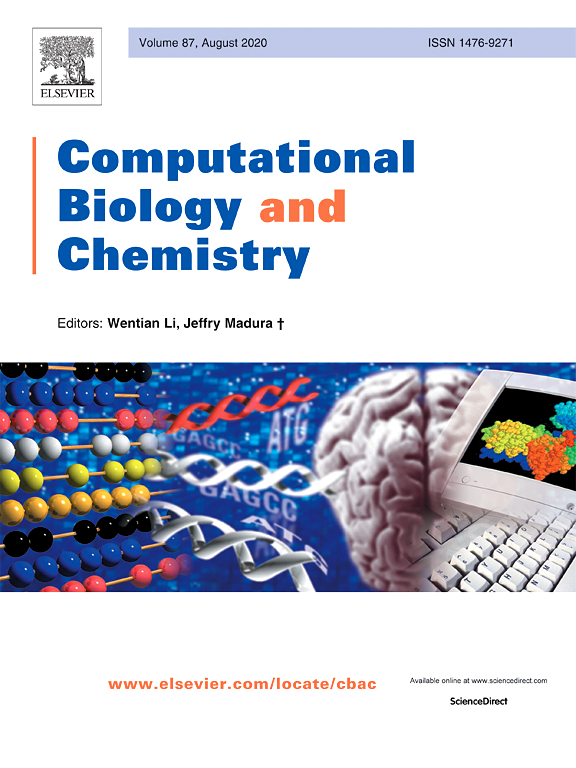 Volume 87, August 2020
ISSN 1476-9271
ELSEVIER
Computational
Biology and
Chemistry
Editors: Wentian Li, Jeffry Madura †
ATG
GAGCC
GAGCC
ATG
www.elsevier.com/locate/cbac
Available online at www.sciencedirect.com
ScienceDirect